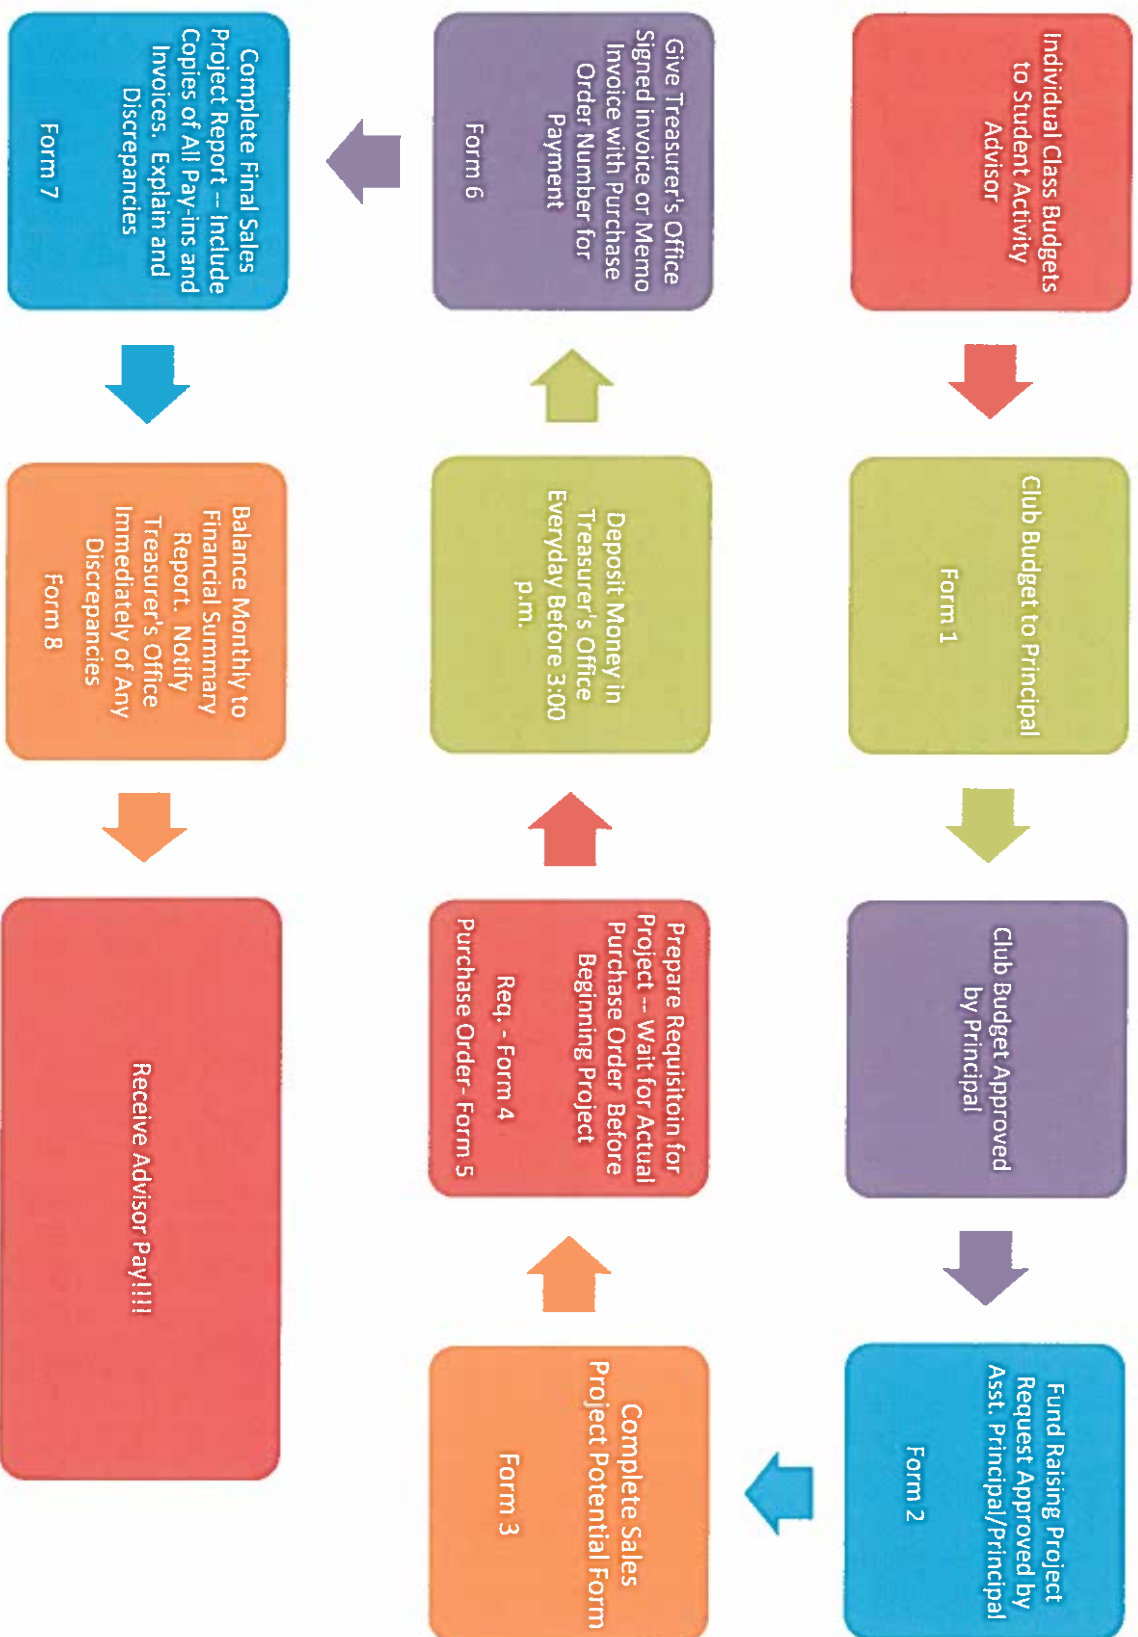 Individual Class Budgets
to Student Activity
Advisor
Club Budget to Principal
Form 1
Club Budget Approved
by Principal
Fund Raising Project
Request Approved by
Asst. Principal/Principal
Form 2
Complete Sales
Project Potential Form
Form 3
Prepare Requisitoin for
Project -- Wait for Actual
Purchase Order Before
Beginning Project
Req. - Form 4
Purchase Order- Form 5
Deposit Money in
Treasurer's Office
Everyday Before 3:00
p.m.
Give Treasurer's Office
Signed invoice or Memo
Invoice with Purchase
Order Number for
Payment
Form 6
Complete Final Sales
Project Report -- Include
Copies of All Pay-ins and
Invoices. Explain and
Discrepancies
Form 7
Balance Monthly to
Financial Summary
Report. Notify
Treasurer's Office
Immediately of Any
Discrepancies
Form 8
Receive Advisor Pay!!!!